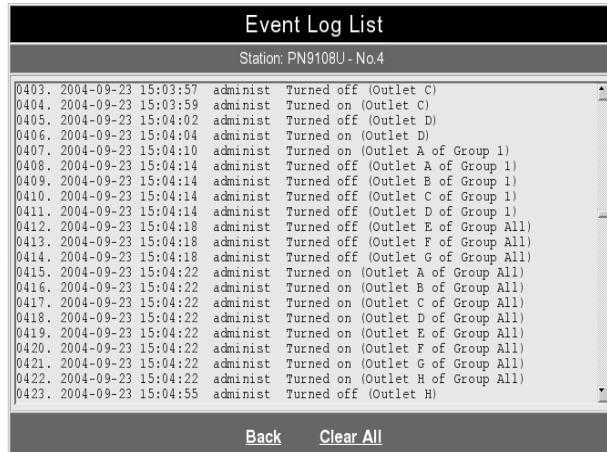 Event Log List
Station: PN9108U - No.4
0403. 2004-09-23 15:03:57 administ Turned off (Outlet C)
0404. 2004-09-23 15:03:59 administ Turned on (Outlet C)
0405. 2004-09-23 15:04:02 administ Turned off (Outlet D)
0406. 2004-09-23 15:04:04 administ Turned on (Outlet D)
0407. 2004-09-23 15:04:10 administ Turned on (Outlet A of Group 1)
0408. 2004-09-23 15:04:14 administ Turned off (Outlet A of Group 1)
0409. 2004-09-23 15:04:14 administ Turned off (Outlet B of Group 1)
0410. 2004-09-23 15:04:14 administ Turned off (Outlet C of Group 1)
0411. 2004-09-23 15:04:14 administ Turned off (Outlet D of Group 1)
0412. 2004-09-23 15:04:18 administ Turned off (Outlet E of Group All)
0413. 2004-09-23 15:04:18 administ Turned off (Outlet F of Group All)
0414. 2004-09-23 15:04:18 administ Turned off (Outlet G of Group All)
0415. 2004-09-23 15:04:22 administ Turned on (Outlet A of Group All)
0416. 2004-09-23 15:04:22 administ Turned on (Outlet B of Group All)
0417. 2004-09-23 15:04:22 administ Turned on (Outlet C of Group All)
0418. 2004-09-23 15:04:22 administ Turned on (Outlet D of Group All)
0419. 2004-09-23 15:04:22 administ Turned on (Outlet E of Group All)
0420. 2004-09-23 15:04:22 administ Turned on (Outlet F of Group All)
0421. 2004-09-23 15:04:22 administ Turned on (Outlet G of Group All)
0422. 2004-09-23 15:04:22 administ Turned on (Outlet H of Group All)
0423. 2004-09-23 15:04:55 administ Turned off (Outlet H)
Back Clear All